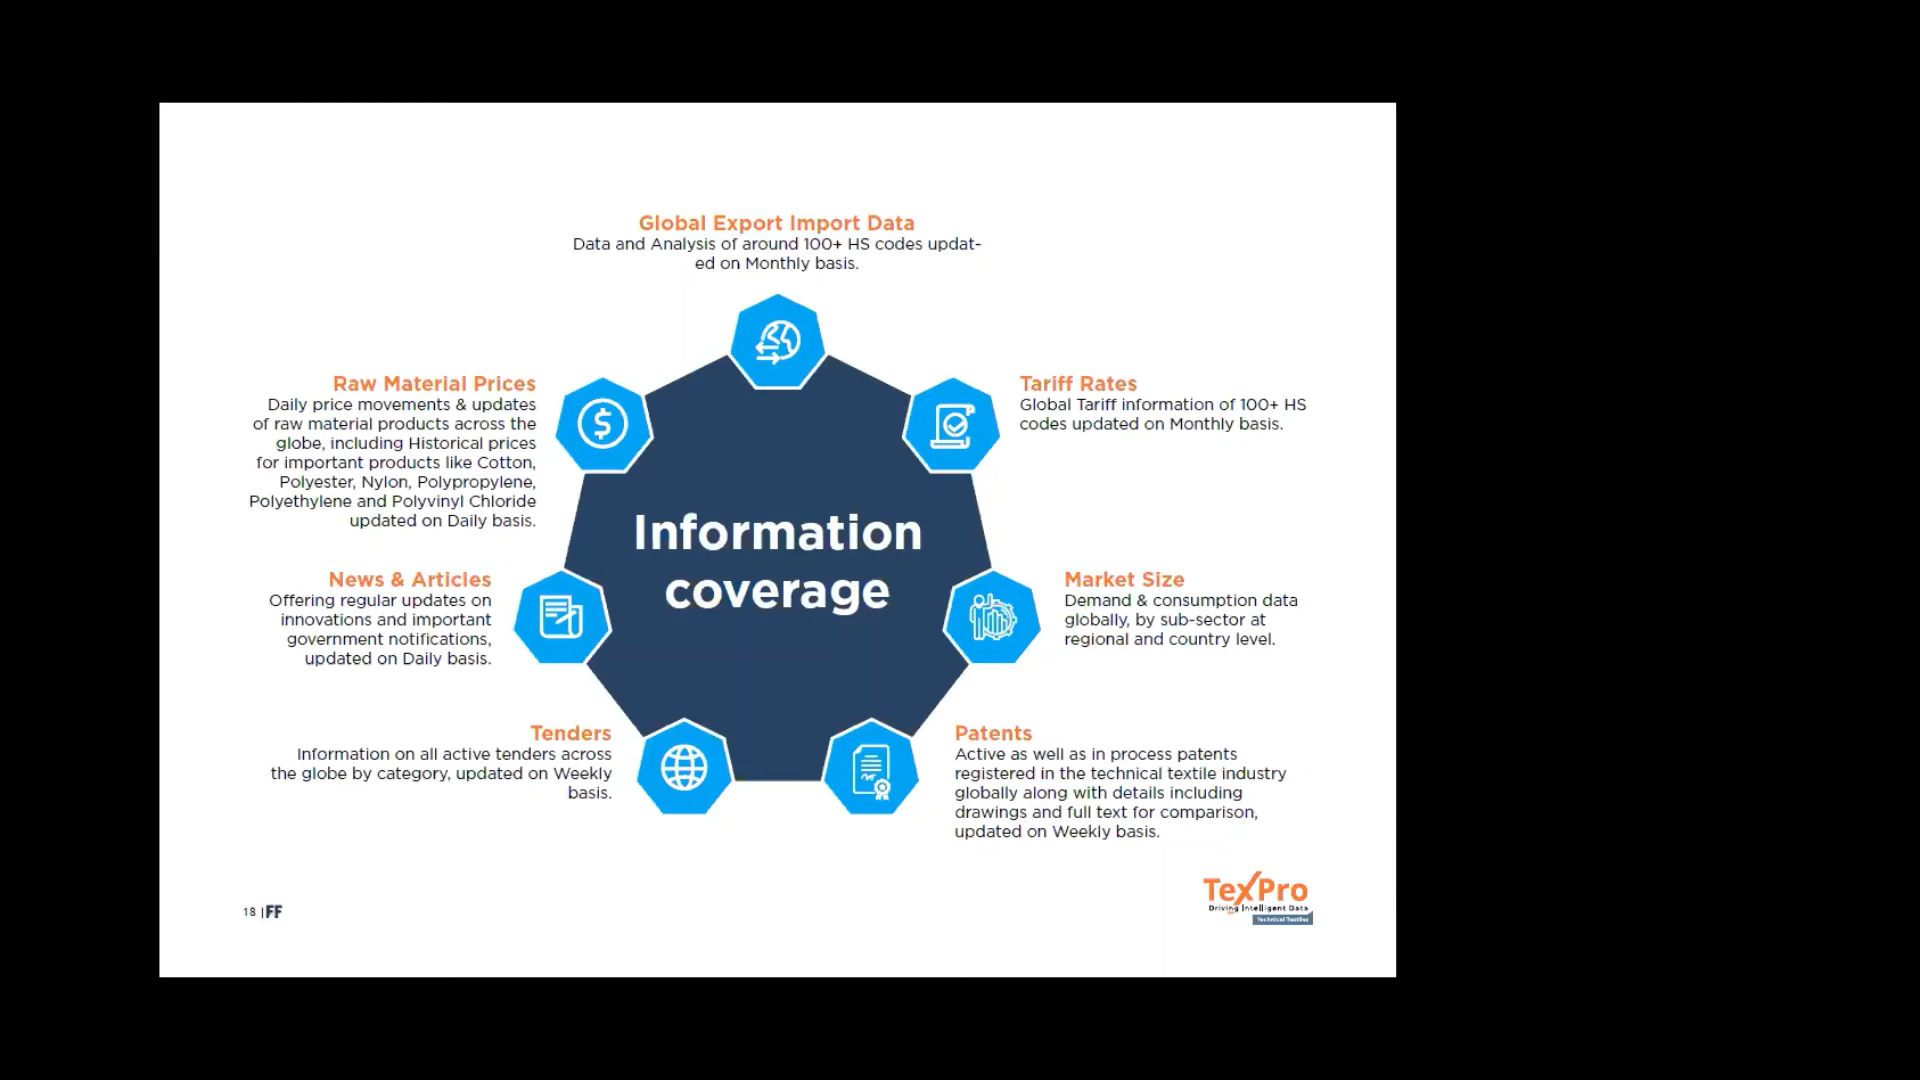 Global Export Import Data
Data and Analysis of around 100+ HS codes updat-
ed on Monthly basis.
Raw Material Prices
Daily price movements & updates
of raw material products across the
globe, including Historical prices
for important products like Cotton,
Polyester, Nylon, Polypropylene,
Polyethylene and Polyvinyl Chloride
updated on Daily basis.
Tariff Rates
Global Tariff information of 100+ HS
codes updated on Monthly basis.
Information
coverage
News & Articles
Offering regular updates on
innovations and important
government notifications,
updated on Daily basis.
Market Size
Demand & consumption data
globally, by sub-sector at
regional and country level.
Tenders
Information on all active tenders across
the globe by category, updated on Weekly
basis.
Patents
Active as well as in process patents
registered in the technical textile industry
globally along with details including
drawings and full text for comparison,
updated on Weekly basis.
18 | FF
TexPro
Driving Intelligent Data
Technical Textiles